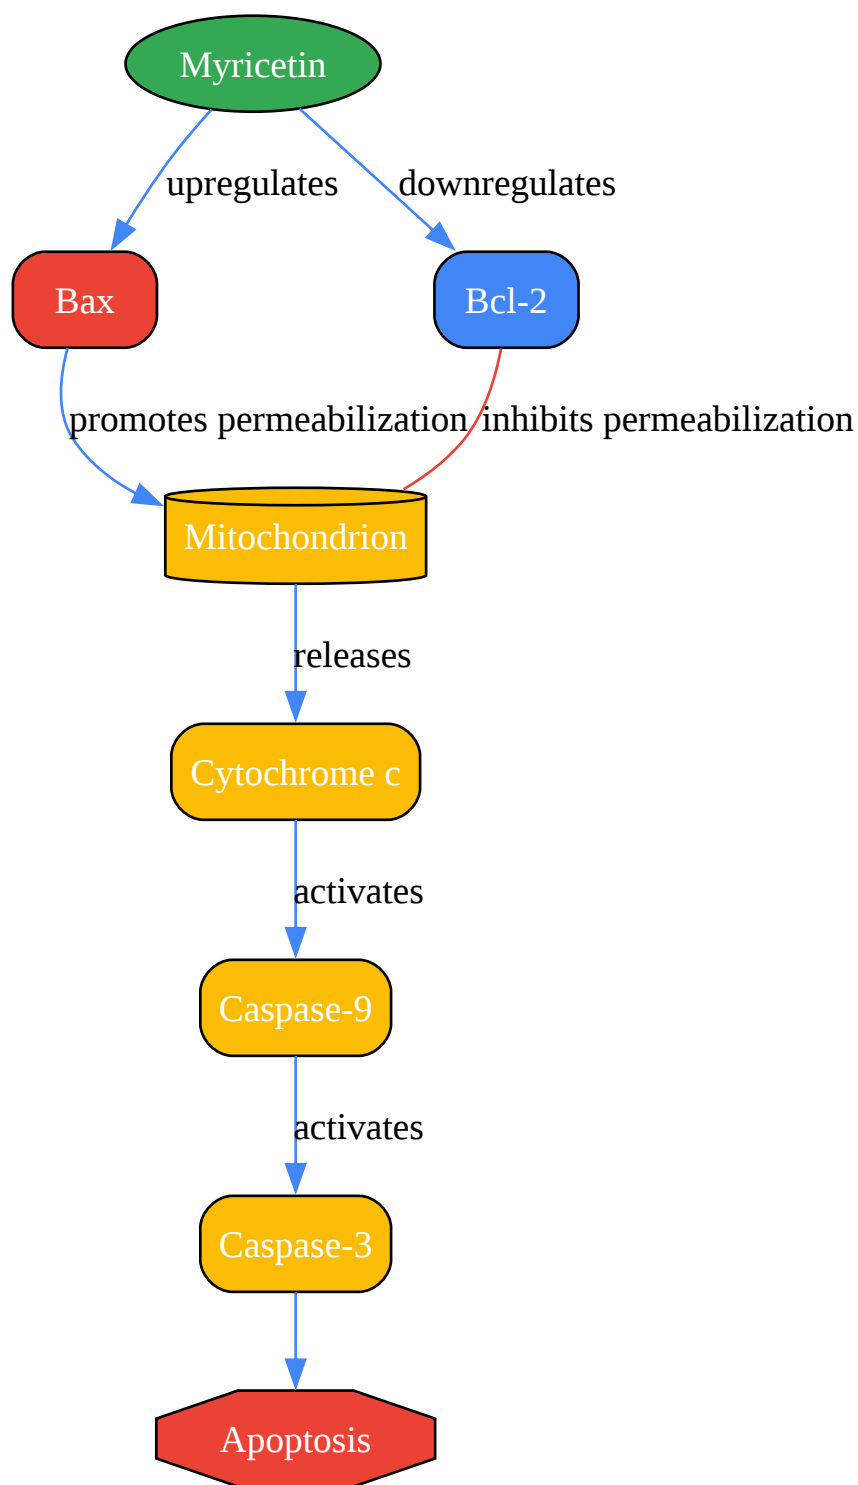 Myricetin
upregulates
downregulates
Bax
Bcl-2
promotes permeabilization
inhibits permeabilization
Mitochondrion
releases
Cytochrome c
activates
Caspase-9
activates
Caspase-3
Apoptosis